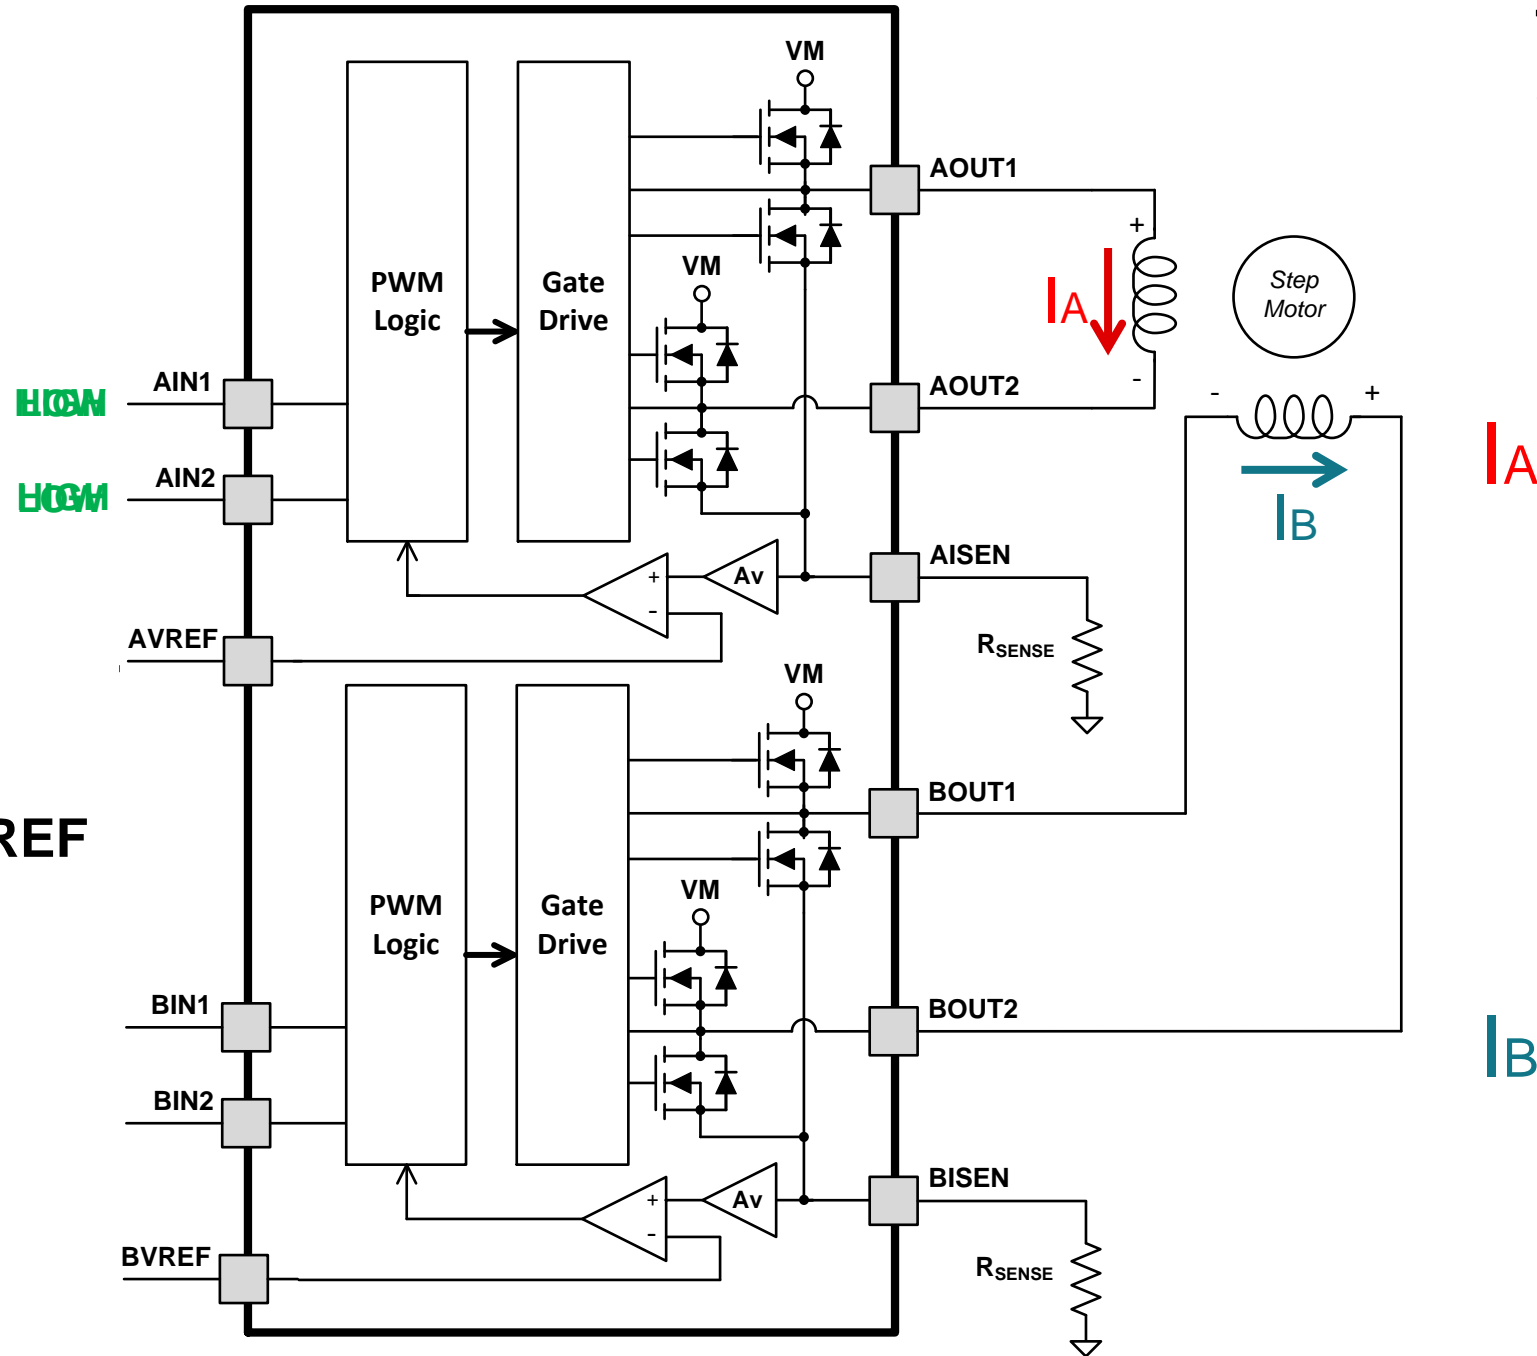 VM
AOUT1
+
VM
PWM
Logic
Gate
Drive
IA
Step
Motor
-
AIN1
AOUT2
-
+
AIN2
IA
IB
AISEN
+
-
Av
AVREF
RSENSE
VM
BOUT1
REF
VM
PWM
Logic
Gate
Drive
BIN1
BOUT2
IB
BIN2
BISEN
+
-
Av
BVREF
RSENSE